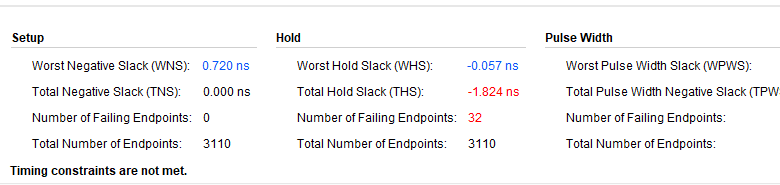 Setup Hold Pulse Width
Worst Negative Slack (WNS): 0.720 ns Worst Hold Slack (WHS): -0.057 ns Worst Pulse Width Slack (WPWS):
Total Negative Slack (TNS): 0.000 ns Total Hold Slack (THS): -1.824 ns Total Pulse Width Negative Slack (TPW
Number of Failing Endpoints: 0 Number of Failing Endpoints: 32 Number of Failing Endpoints:
Total Number of Endpoints: 3110 Total Number of Endpoints: 3110 Total Number of Endpoints:
Timing constraints are not met.